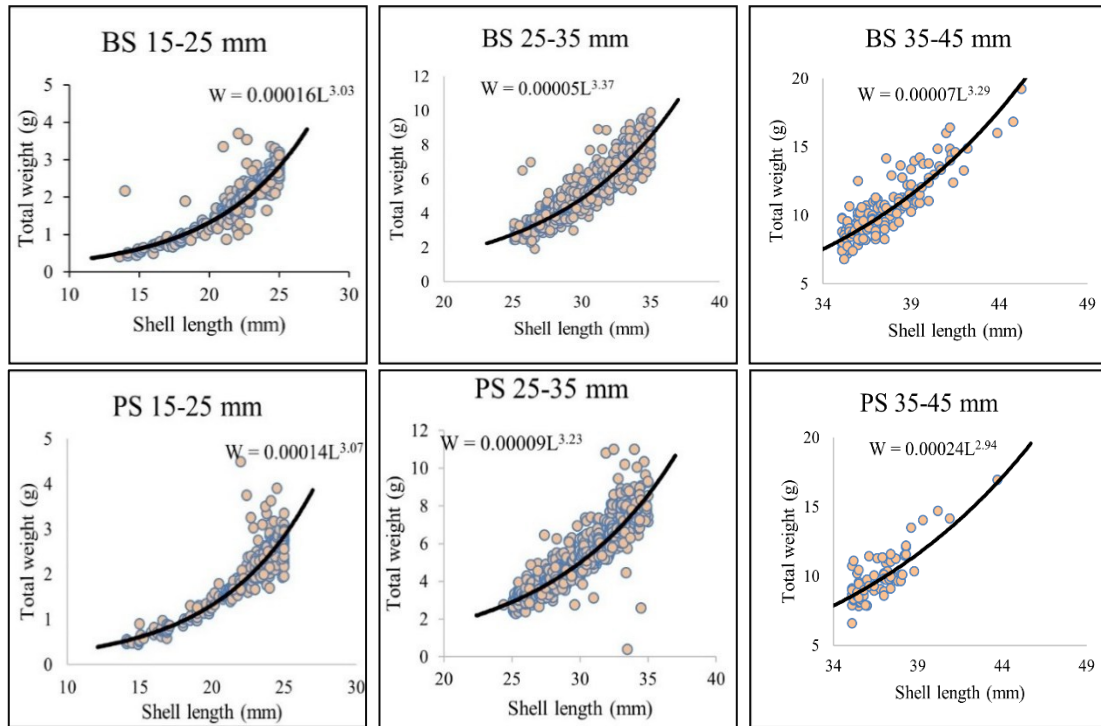 BS 15-25 mm
W = 0.00016L3.03
Total weight (g)
5
4
3
2
1
0
10 15 20 25 30
Shell length (mm)
BS 25-35 mm
W = 0.00005L3.37
Total weight (g)
12
10
8
6
4
2
0
20 25 30 35 40
Shell length (mm)
BS 35-45 mm
W = 0.00007L3.29
Total weight (g)
20
15
10
5
34 39 44 49
Shell length (mm)
PS 15-25 mm
W = 0.00014L3.07
Total weight (g)
5
4
3
2
1
0
10 15 20 25 30
Shell length (mm)
PS 25-35 mm
W = 0.00009L3.23
Total weight (g)
12
10
8
6
4
2
0
20 25 30 35 40
Shell length (mm)
PS 35-45 mm
W = 0.00024L2.94
Total weight (g)
20
15
10
5
34 39 44 49
Shell length (mm)